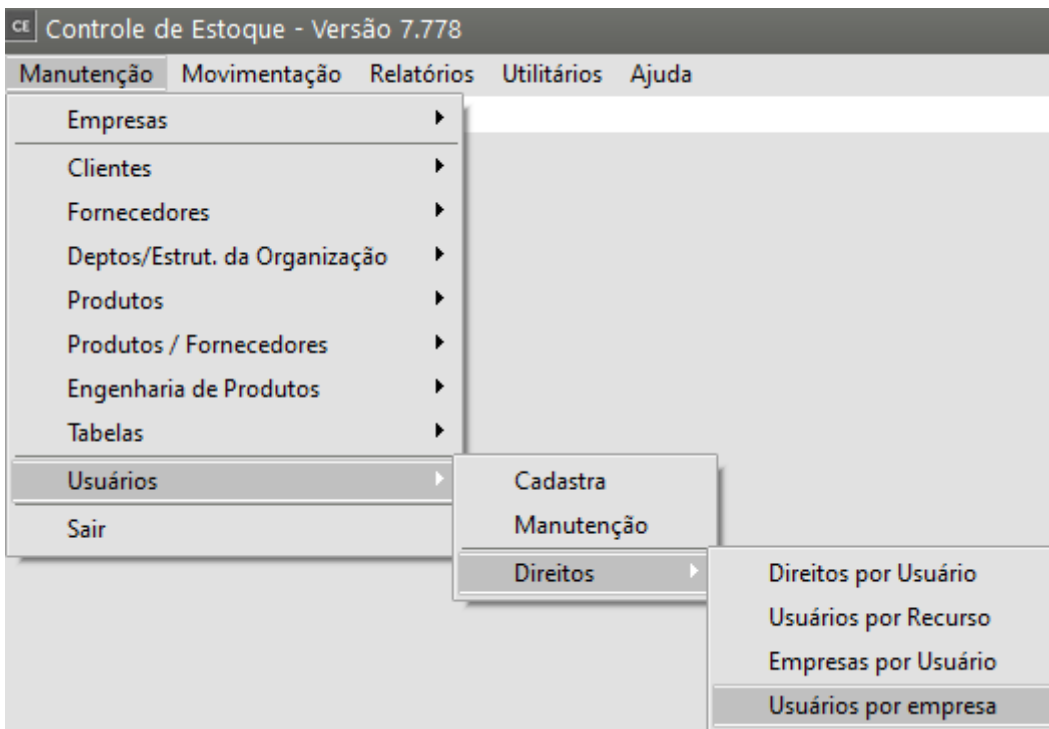 CE Controle de Estoque - Versão 7.778
Manutenção Movimentação Relatórios Utilitários Ajuda
Empresas
Clientes
Fornecedores
Deptos/Estrut. da Organização
Produtos
Produtos / Fornecedores
Engenharia de Produtos
Tabelas
Usuários
Sair
Cadastra
Manutenção
Direitos
Direitos por Usuário
Usuários por Recurso
Empresas por Usuário
Usuários por empresa